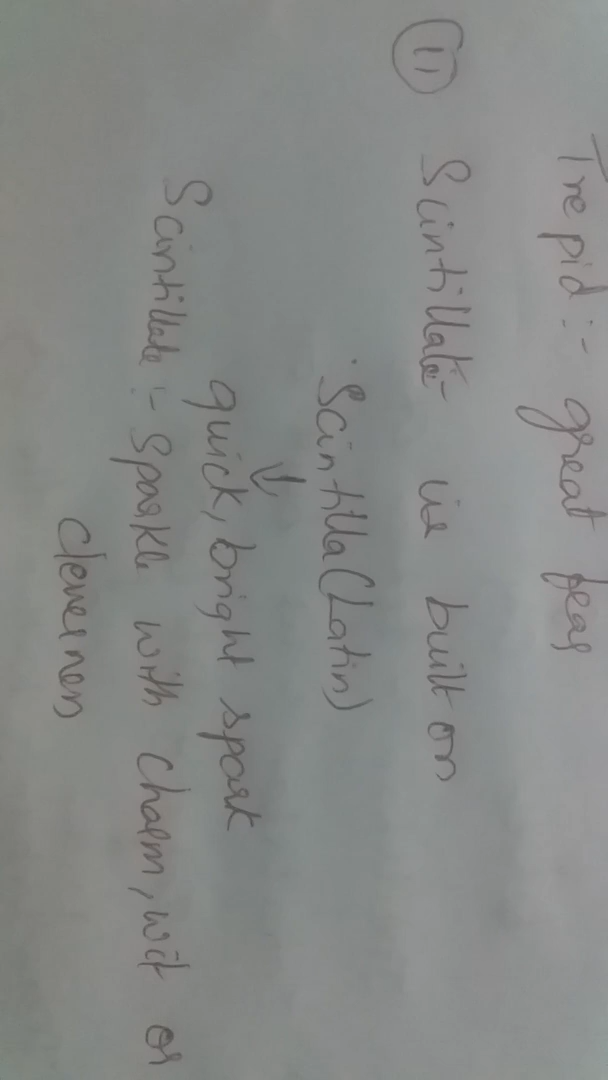 Trepid :- great fear
(11) Scintillate is built on
Scintilla (Latin)
↓
quick, bright spark
Scintillate :- Sparkle with charm, wit or
cleverness